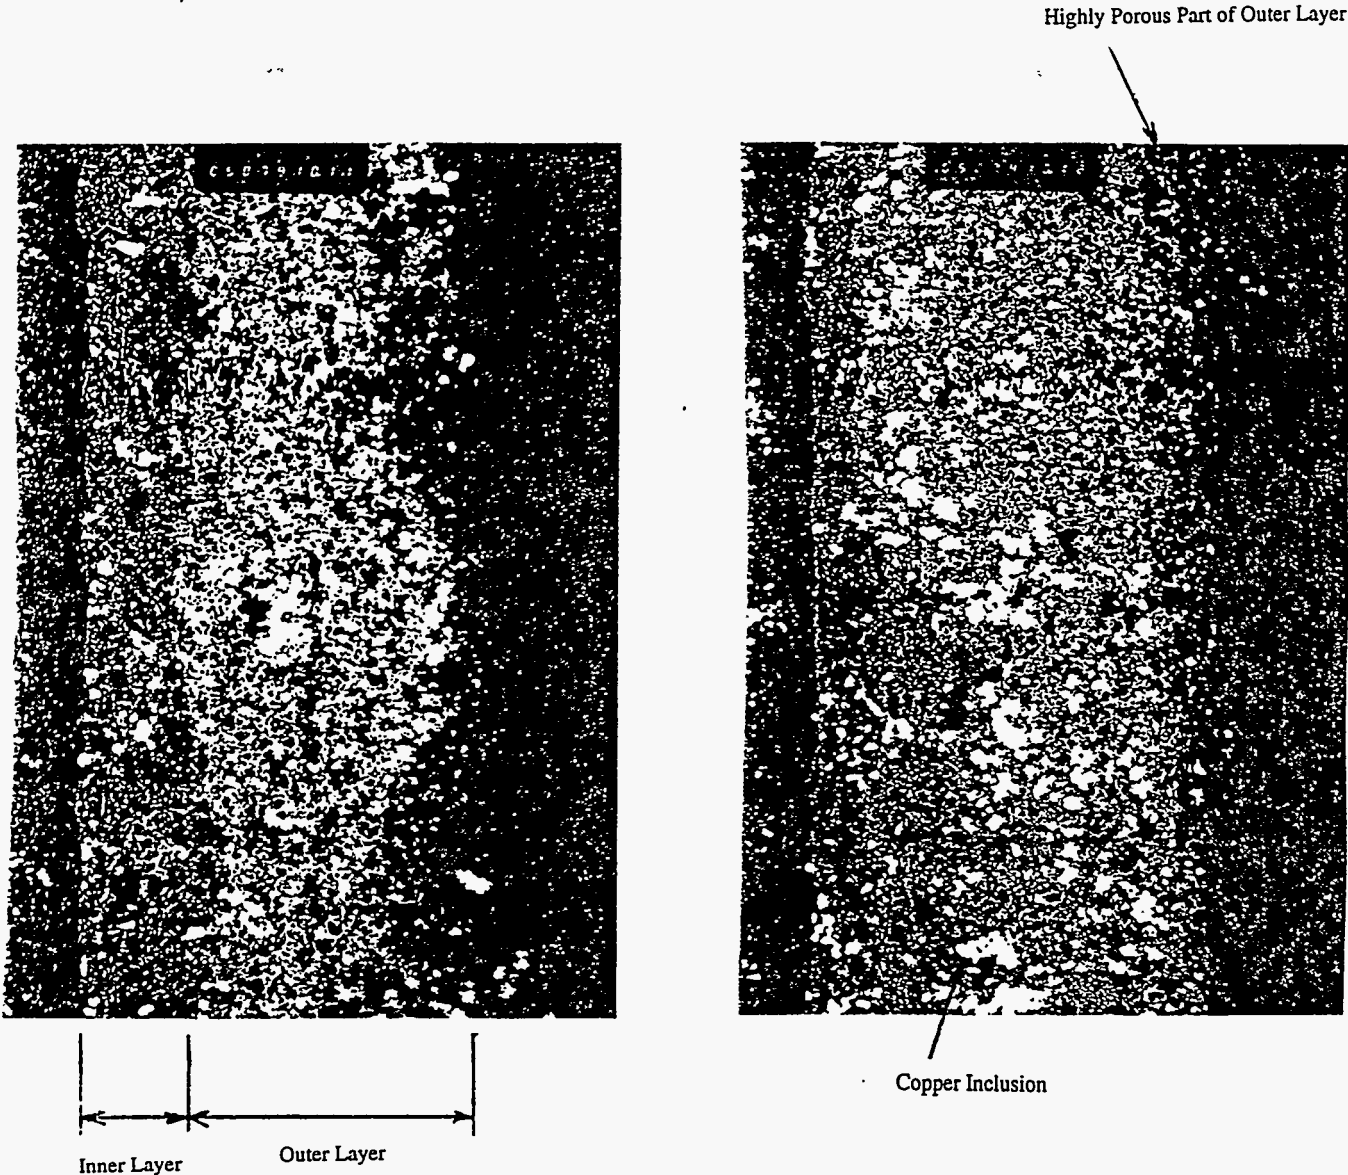 Highly Porous Part of Outer Layer
Copper Inclusion
Inner Layer
Outer Layer